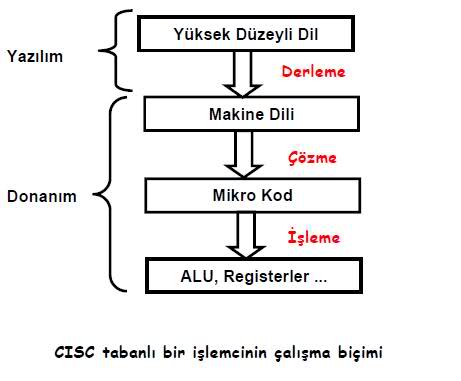 Yüksek Düzeyli Dil
Yazılım
Derleme
Makine Dili
Çözme
Donanım
Mikro Kod
İşleme
ALU, Registerler ...
CISC tabanlı bir işlemcinin çalışma biçimi